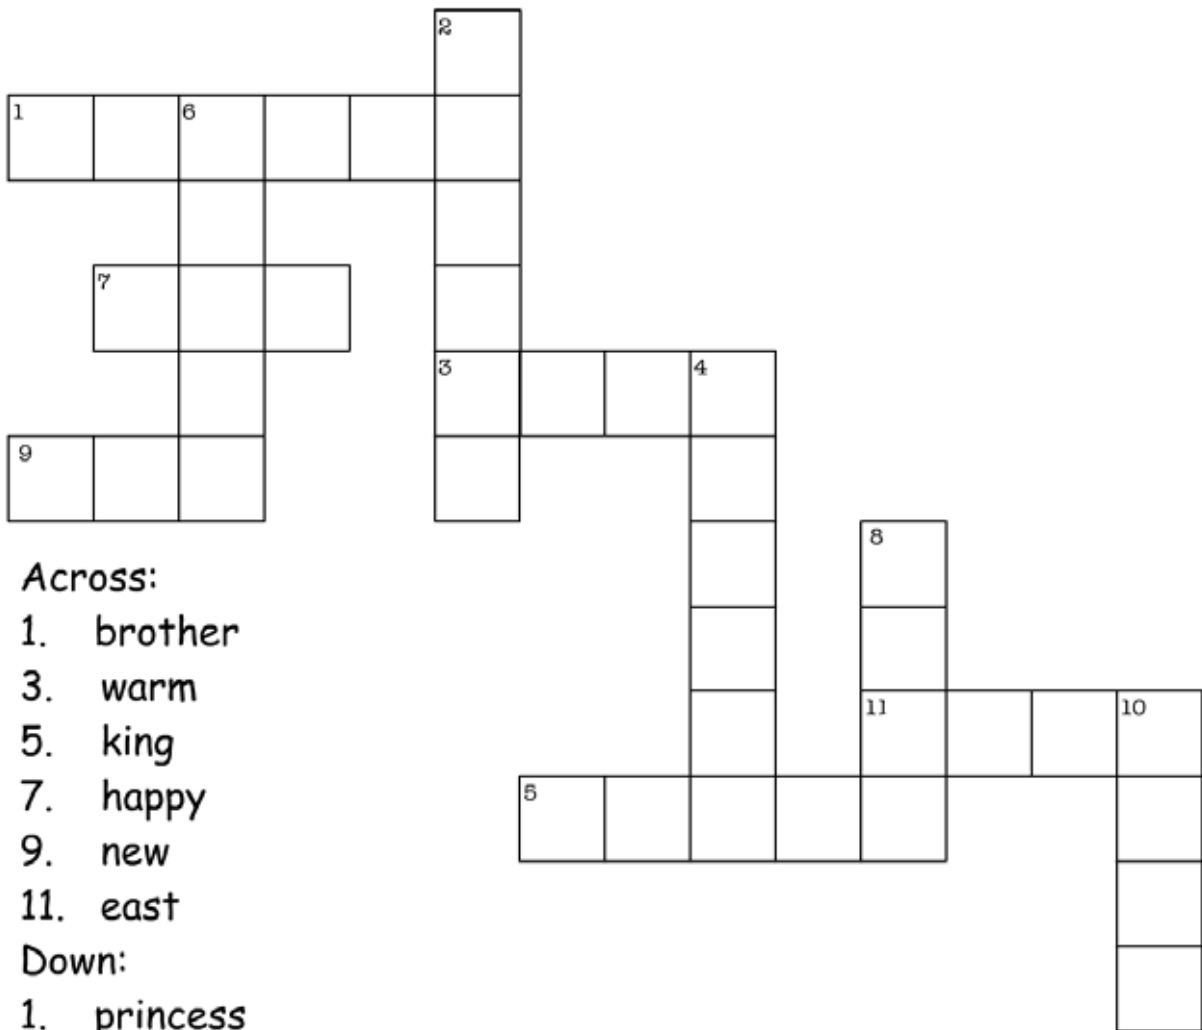 2
1 6
7
3 4
9
8
11 10
5
Across:
1. brother
3. warm
5. king
7. happy
9. new
11. east
Down:
1. princess